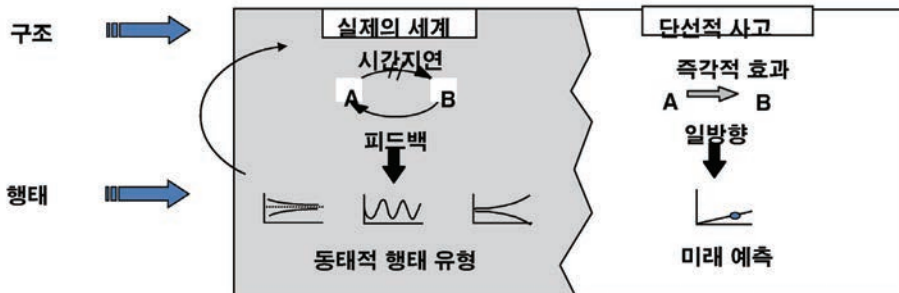 구조
실제의 세계
단선적 사고
시간지연
즉각적 효과
A B
A B
피드백
일방향
행태
동태적 행태 유형
미래 예측